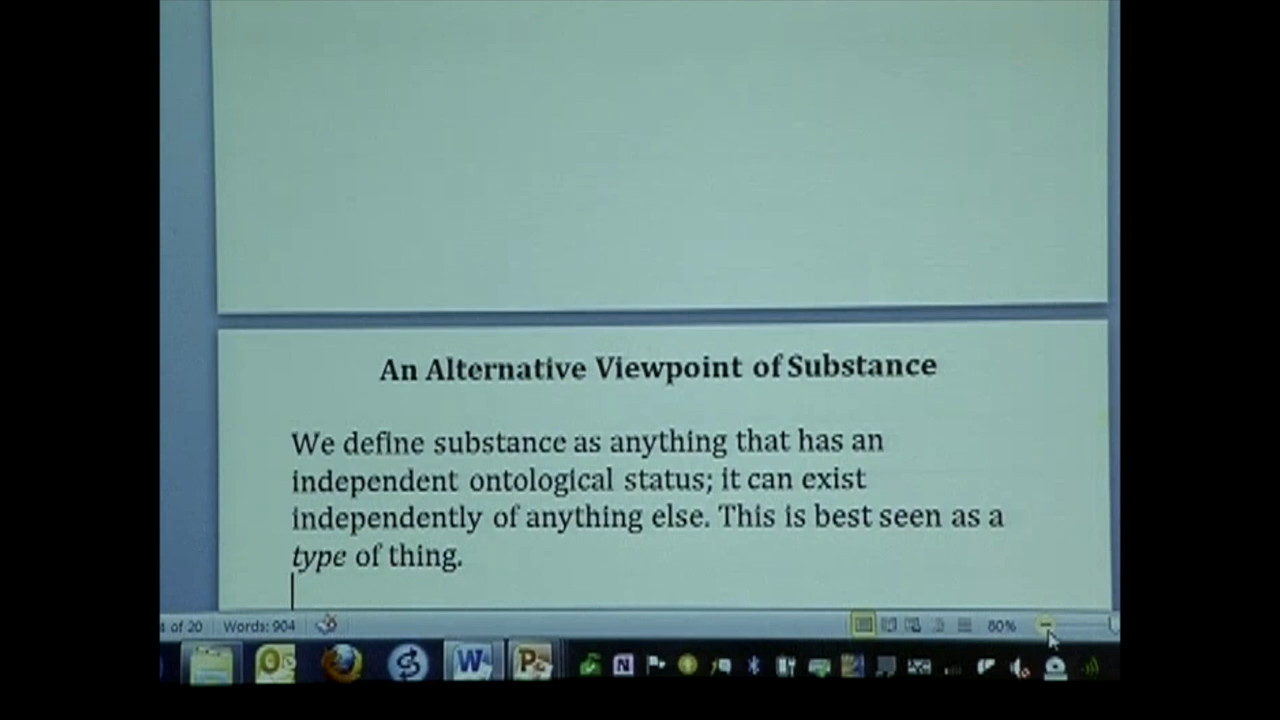 An Alternative Viewpoint of Substance
We define substance as anything that has an
independent ontological status; it can exist
independently of anything else. This is best seen as a
type of thing.
of 20 Words: 904 80%